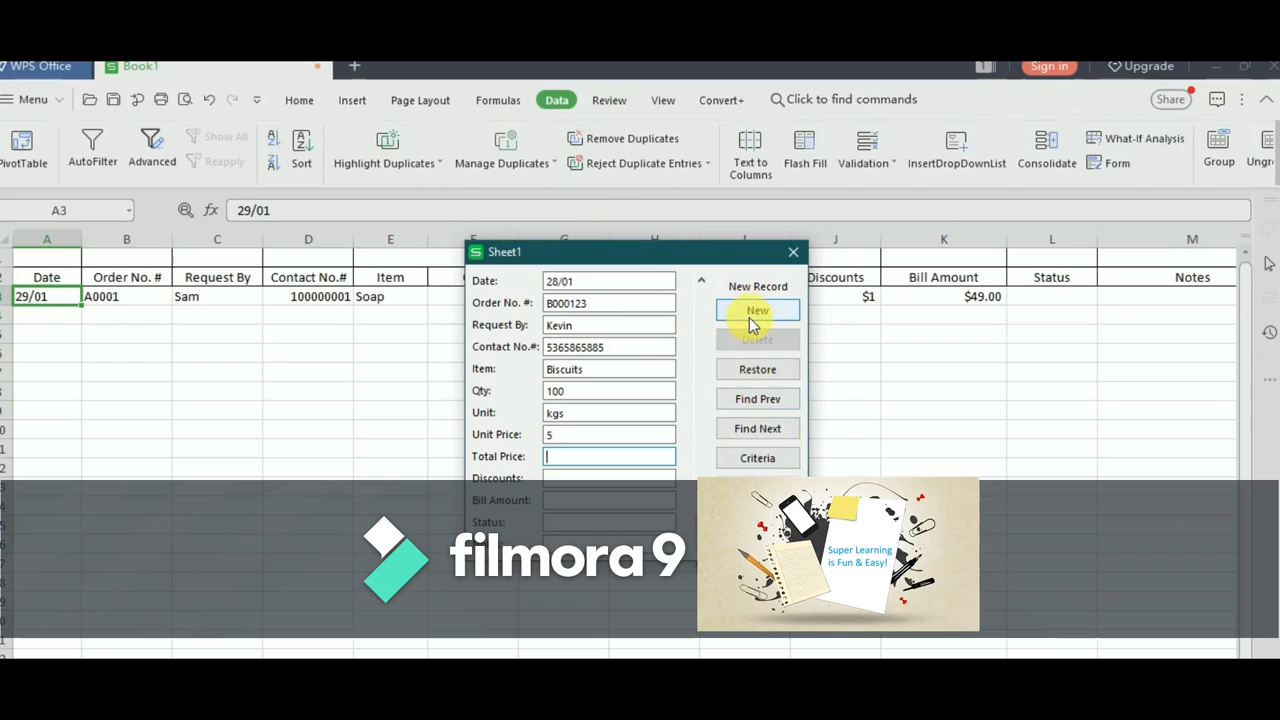 WPS Office
Book1
1
Sign in
Upgrade
Menu
Home
Insert
Page Layout
Formulas
Data
Review
View
Convert+
Click to find commands
Share
PivotTable
AutoFilter
Advanced
Show All
Reapply
Sort
Highlight Duplicates
Manage Duplicates
Remove Duplicates
Reject Duplicate Entries
Text to
Columns
Flash Fill
Validation
InsertDropDownList
Consolidate
What-If Analysis
Form
Group
Ungr
A3
fx
29/01
A B C D E J K L M
Date Order No. # Request By Contact No.# Item Discounts Bill Amount Status Notes
29/01 A0001 Sam 100000001 Soap $1 $49.00
Sheet1
Date: 28/01
Order No. #: B000123
Request By: Kevin
Contact No.#: 5365865885
Item: Biscuits
Qty: 100
Unit: kgs
Unit Price: 5
Total Price:
Discounts:
Bill Amount:
Status:
New Record
New
Delete
Restore
Find Prev
Find Next
Criteria
filmora 9
Super Learning
is Fun & Easy!